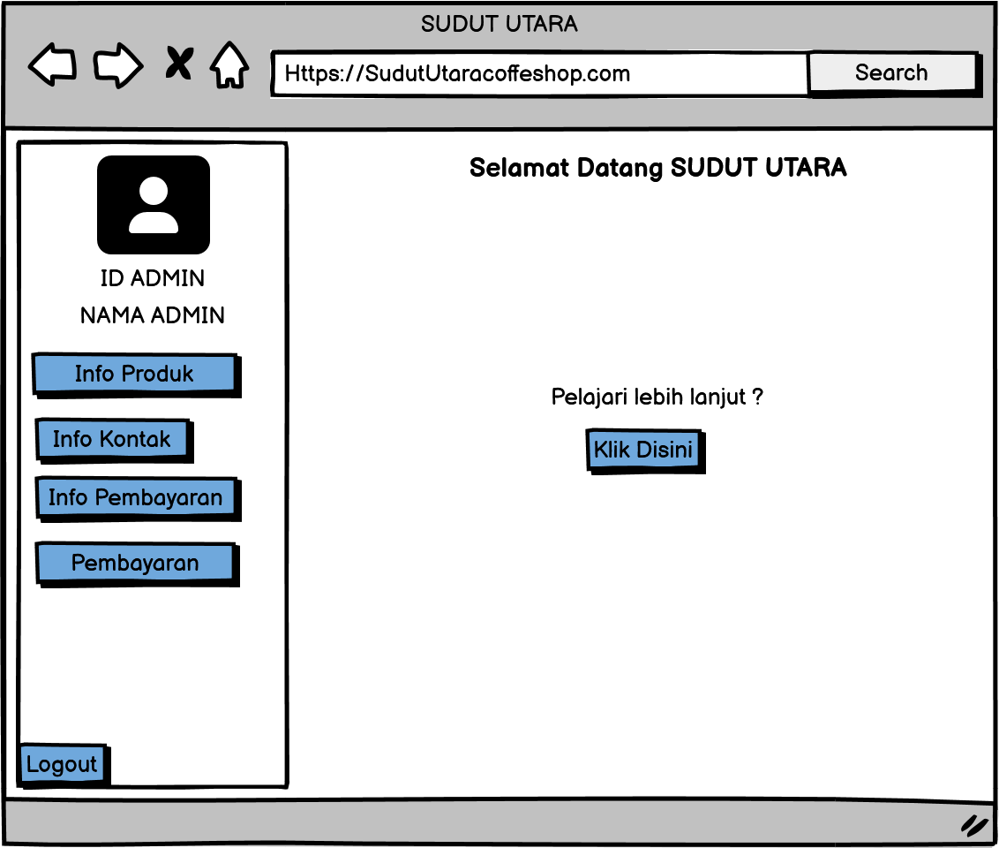 SUDUT UTARA
Https://SudutUtaracoffeshop.com
Search
Selamat Datang SUDUT UTARA
ID ADMIN
NAMA ADMIN
Info Produk
Info Kontak
Info Pembayaran
Pembayaran
Logout
Pelajari lebih lanjut ?
Klik Disini